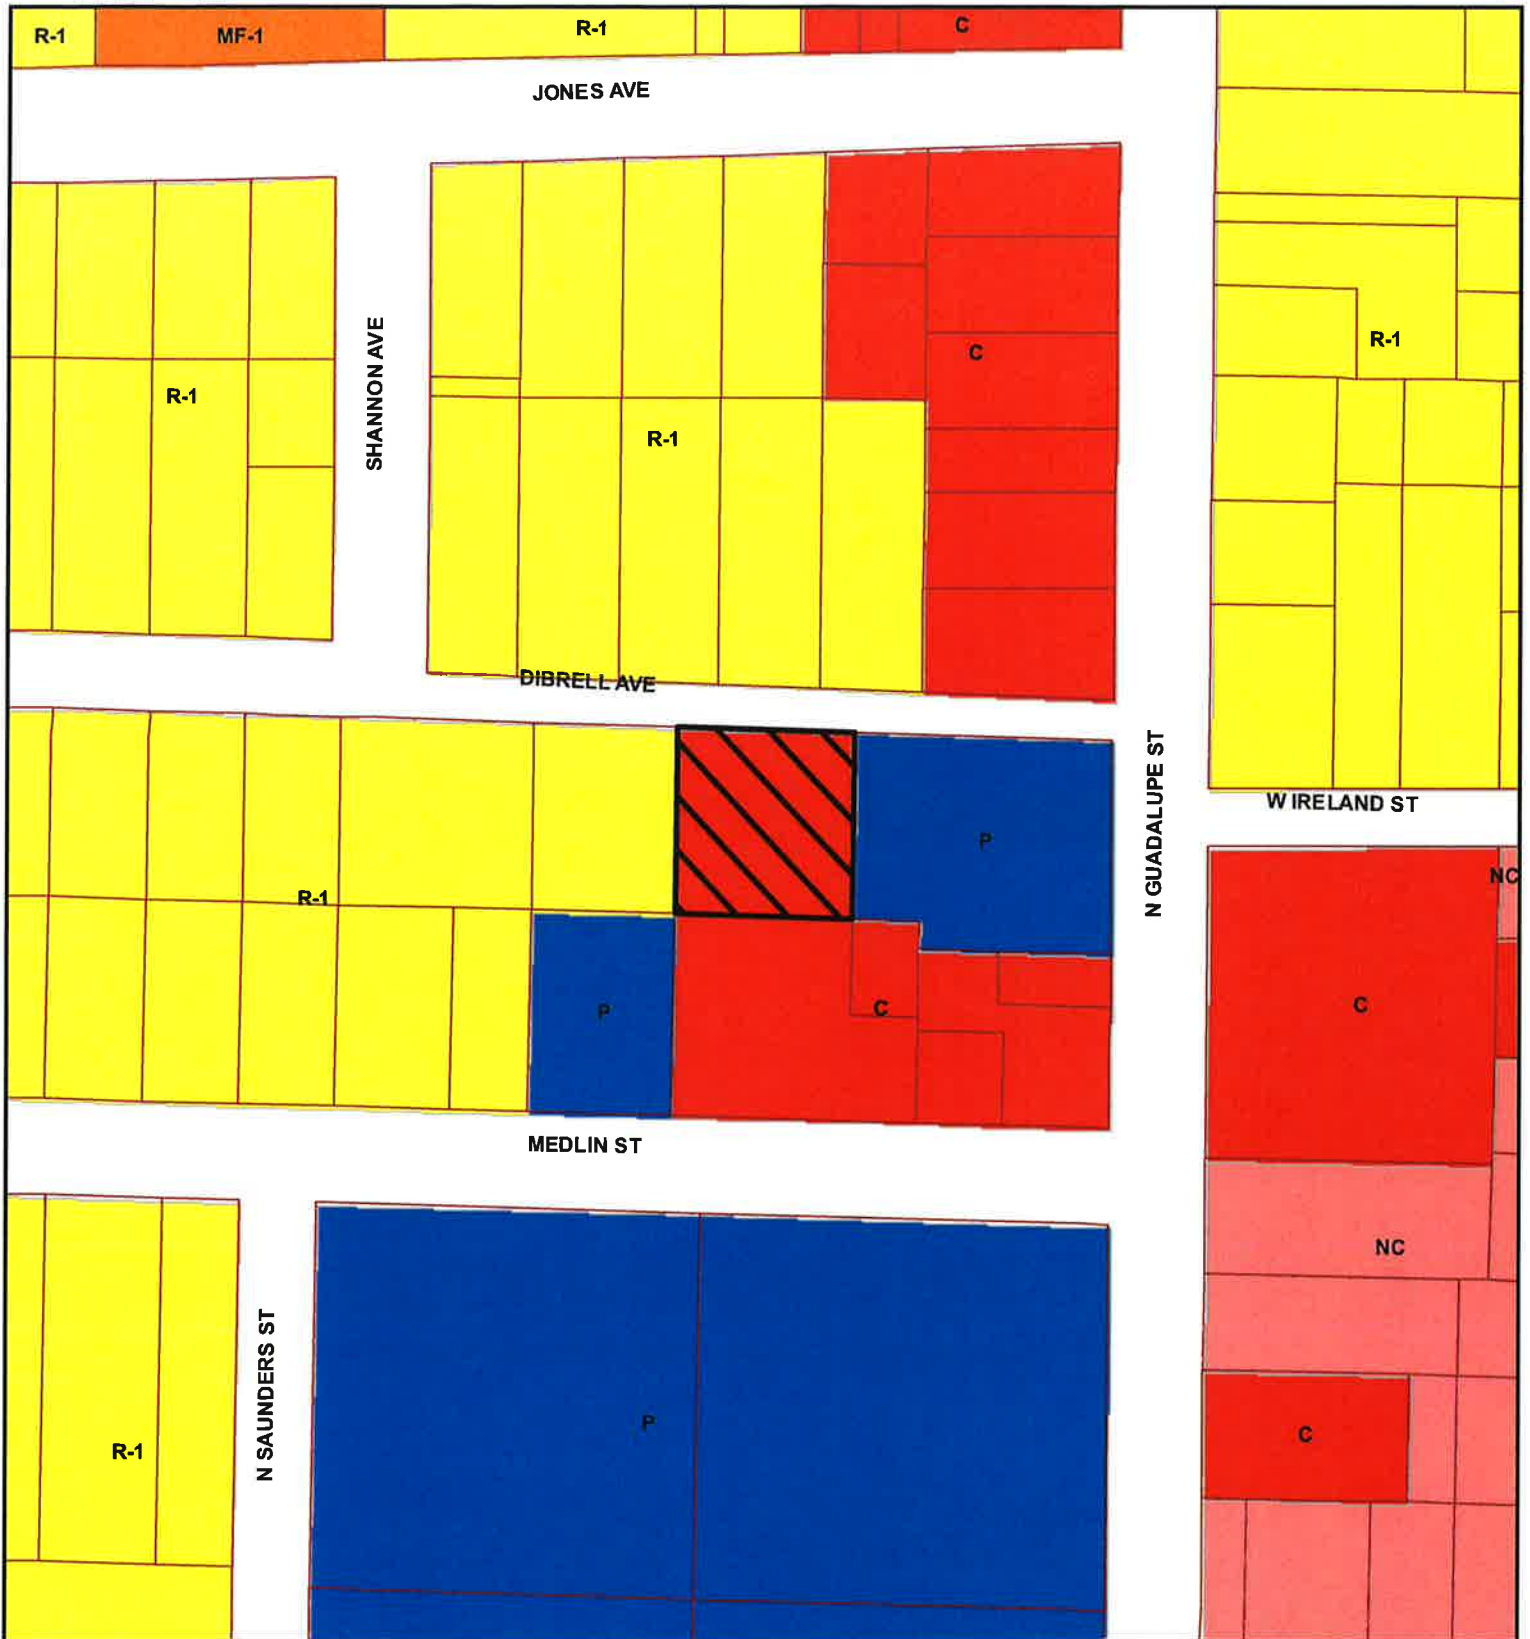 R-1
MF-1
R-1
C
JONES AVE
SHANNON AVE
R-1
C
R-1
R-1
DIBRELL AVE
N GUADALUPE ST
W IRELAND ST
P
NC
R-1
P
C
C
MEDLIN ST
NC
N SAUNDERS ST
P
C
R-1